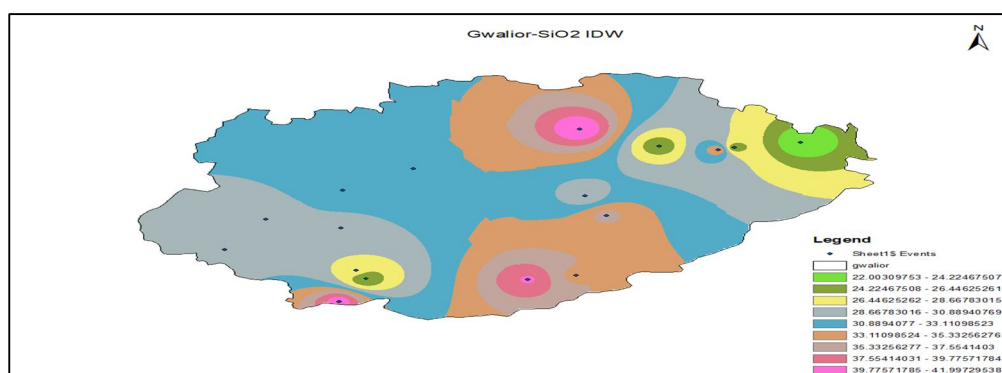 Gwalior-SiO2 IDW
N
Legend
Sheet1$ Events
gwalior
22.00309753 - 24.22467507
24.22467508 - 26.44625261
26.44625262 - 28.66783015
28.66783016 - 30.88940769
30.8894077 - 33.11098523
33.11098524 - 35.33256276
35.33256277 - 37.5541403
37.55414031 - 39.77571784
39.77571785 - 41.99729538